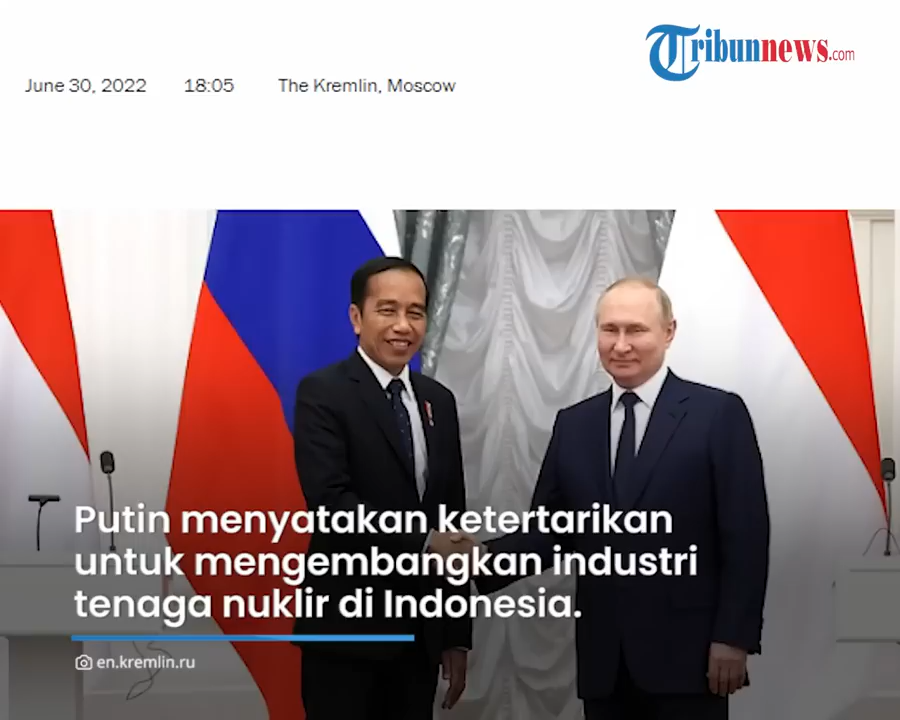 Tribunnews.com
June 30, 2022 18:05 The Kremlin, Moscow
Putin menyatakan ketertarikan
untuk mengembangkan industri
tenaga nuklir di Indonesia.
en.kremlin.ru